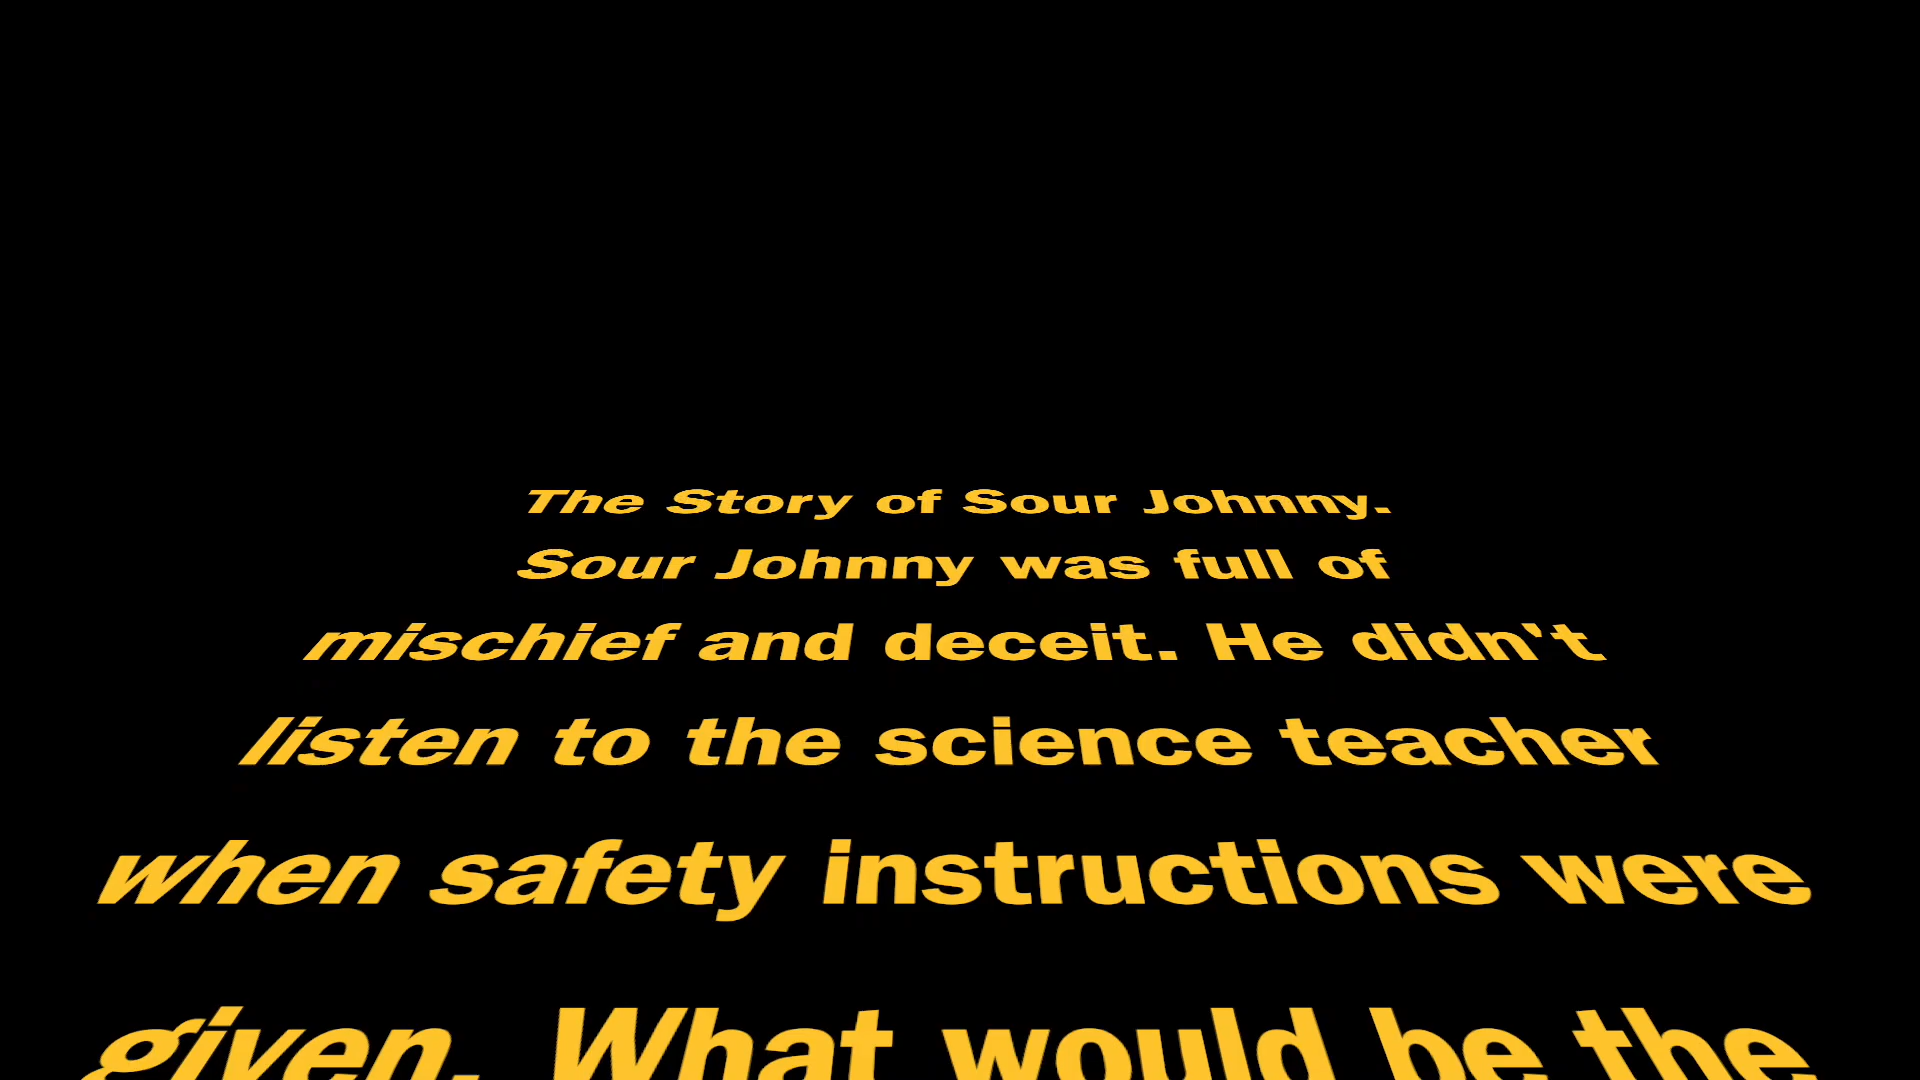 The Story of Sour Johnny.
Sour Johnny was full of
mischief and deceit. He didn't
listen to the science teacher
when safety instructions were
given. What would be the